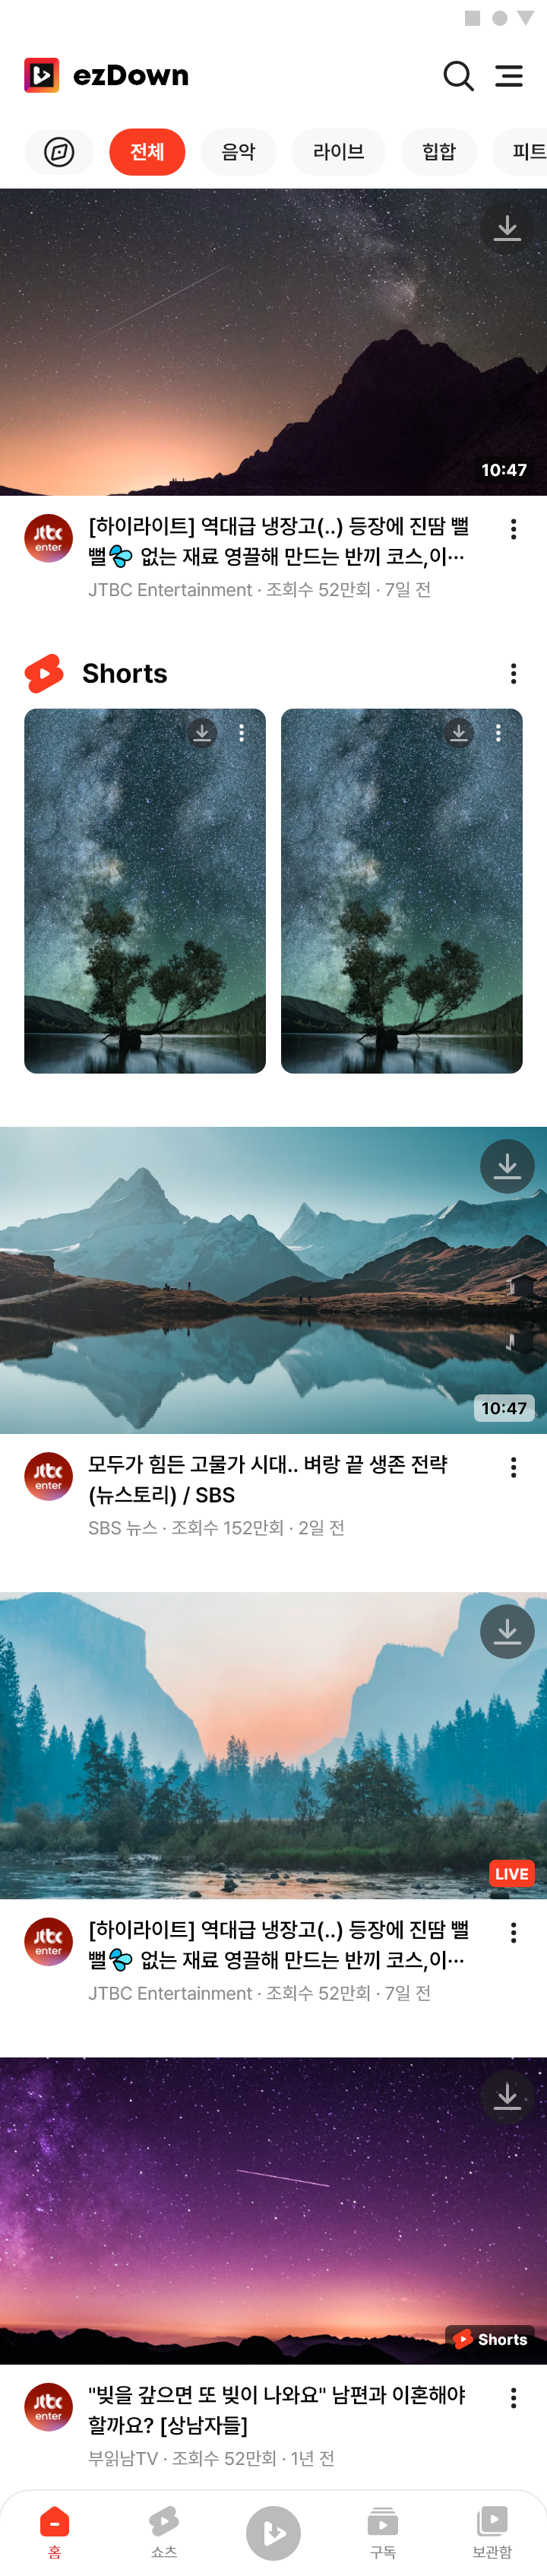 ezDown
전체 음악 라이브 힙합 피트
10:47
jtbc
enter
[하이라이트] 역대급 냉장고(..) 등장에 진땀 뻘
뻘💦 없는 재료 영끌해 만드는 반끼 코스,이…
JTBC Entertainment · 조회수 52만회 · 7일 전
Shorts
10:47
jtbc
enter
모두가 힘든 고물가 시대.. 벼랑 끝 생존 전략
(뉴스토리) / SBS
SBS 뉴스 · 조회수 152만회 · 2일 전
LIVE
jtbc
enter
[하이라이트] 역대급 냉장고(..) 등장에 진땀 뻘
뻘💦 없는 재료 영끌해 만드는 반끼 코스,이…
JTBC Entertainment · 조회수 52만회 · 7일 전
Shorts
jtbc
enter
"빚을 갚으면 또 빚이 나와요" 남편과 이혼해야
할까요? [상남자들]
부읽남TV · 조회수 52만회 · 1년 전
홈 쇼츠 구독 보관함